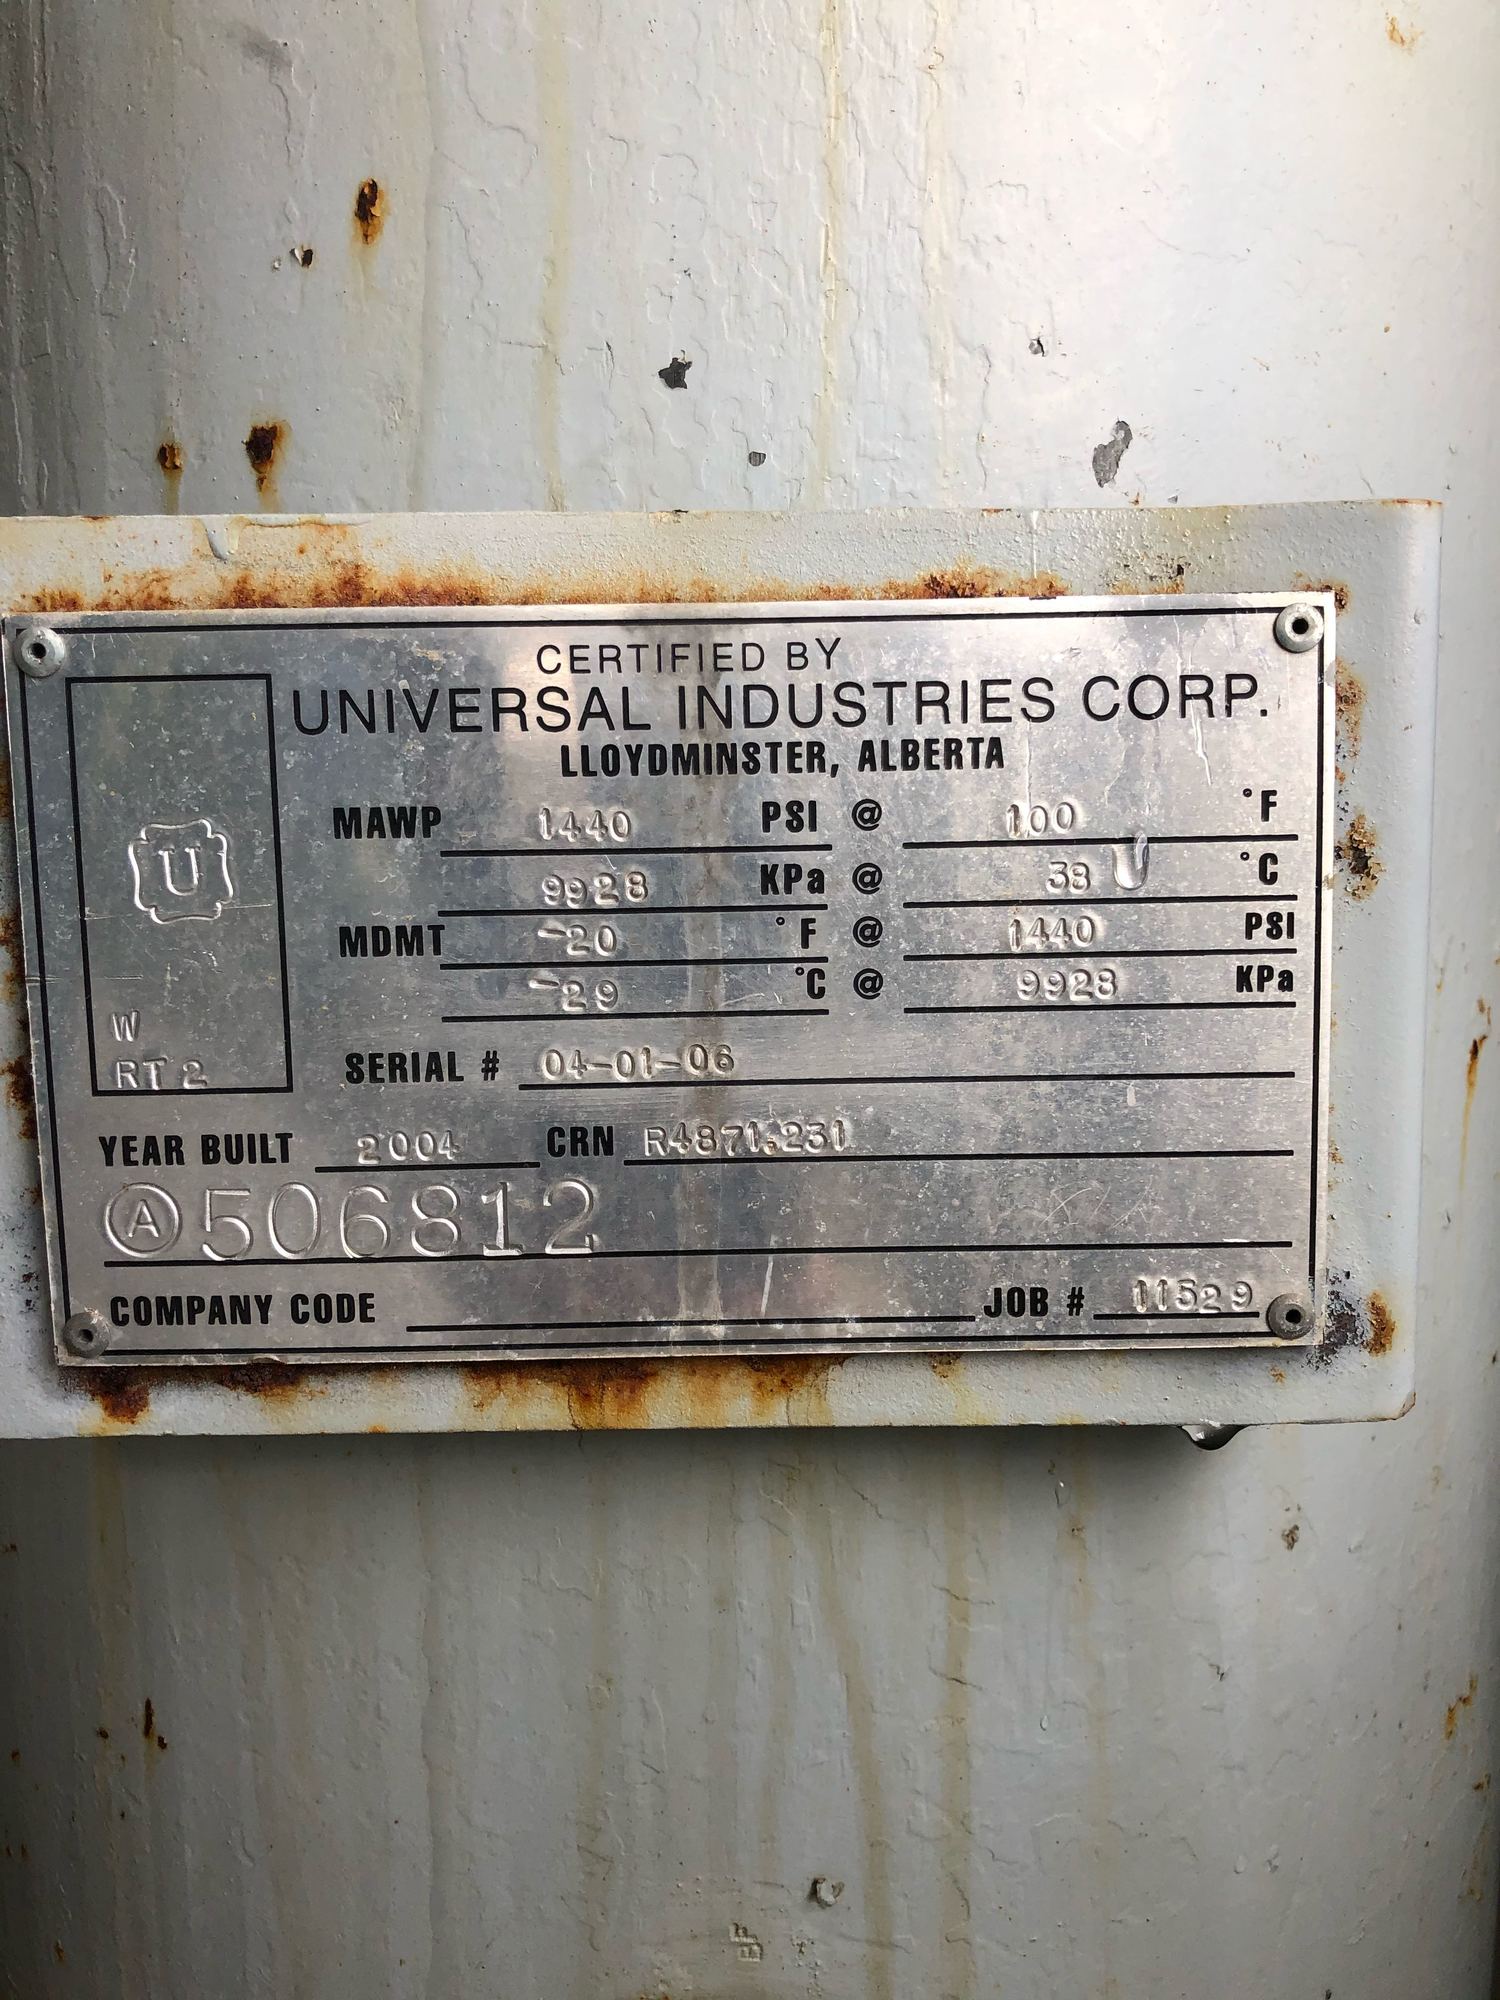 CERTIFIED BY
UNIVERSAL INDUSTRIES CORP.
LLOYDMINSTER, ALBERTA
MAWP 1440 PSI @ 100 °F
9928 KPa @ 38 °C
MDMT -20 °F @ 1440 PSI
-29 °C @ 9928 KPa
U
W
RT 2
SERIAL # 04-01-06
YEAR BUILT 2004 CRN R4871.231
Ⓐ506812
COMPANY CODE JOB # 11529